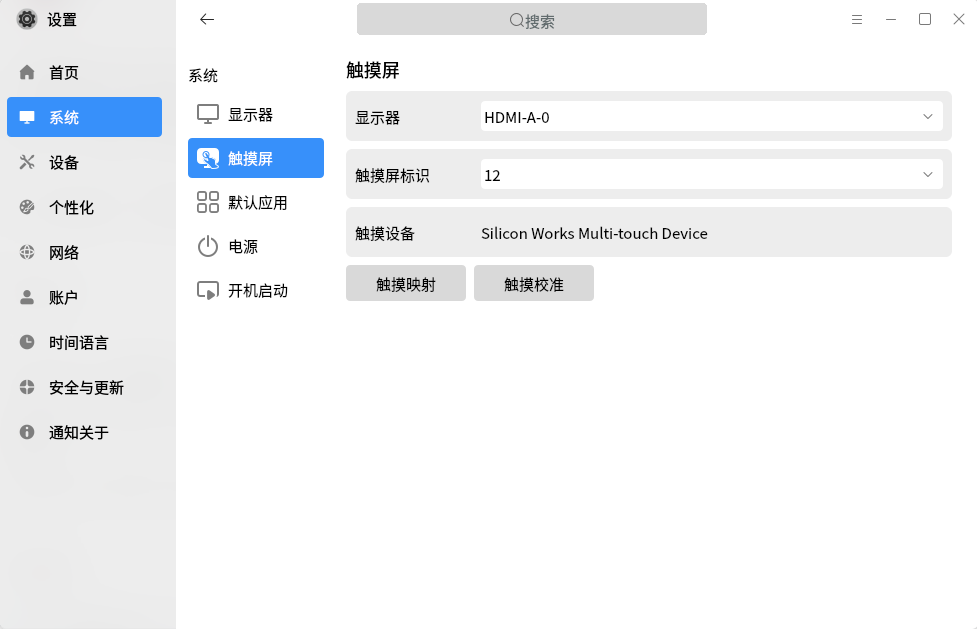 设置
搜索
首页
系统
设备
个性化
网络
账户
时间语言
安全与更新
通知关于
系统
显示器
触摸屏
默认应用
电源
开机启动
触摸屏
显示器 HDMI-A-0
触摸屏标识 12
触摸设备 Silicon Works Multi-touch Device
触摸映射 触摸校准